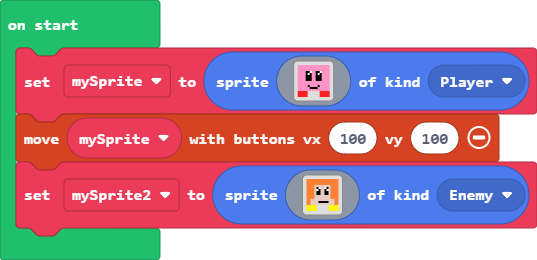 on start
set mySprite to sprite of kind Player
move mySprite with buttons vx 100 vy 100
set mySprite2 to sprite of kind Enemy